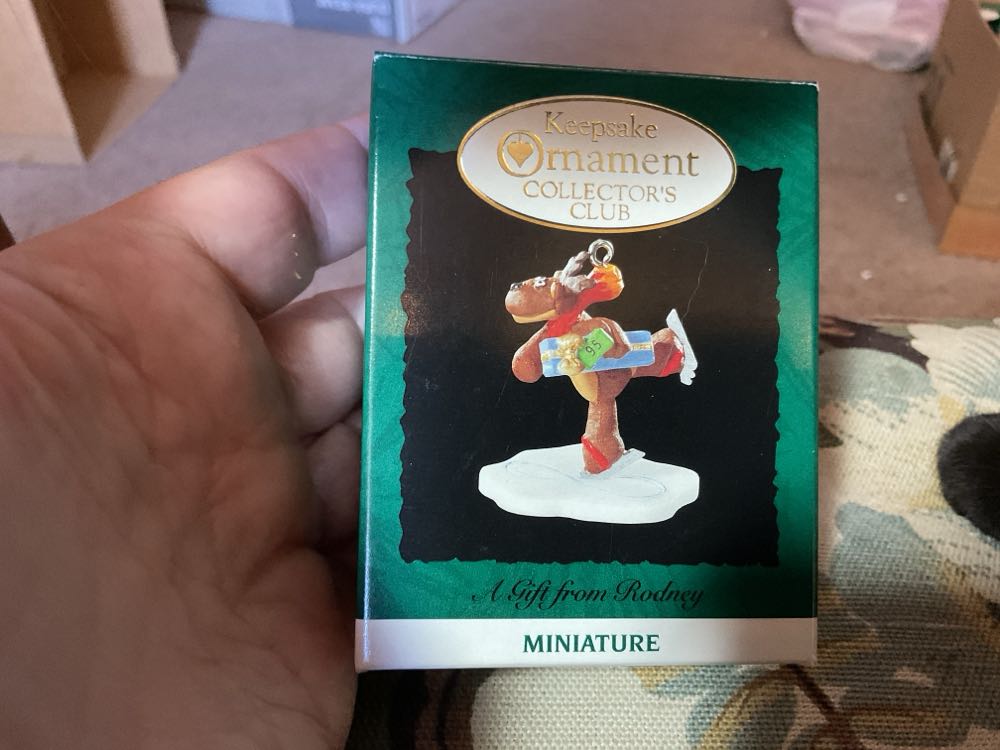 Keepsake
Ornament
COLLECTOR'S
CLUB
95
A Gift from Rodney
MINIATURE